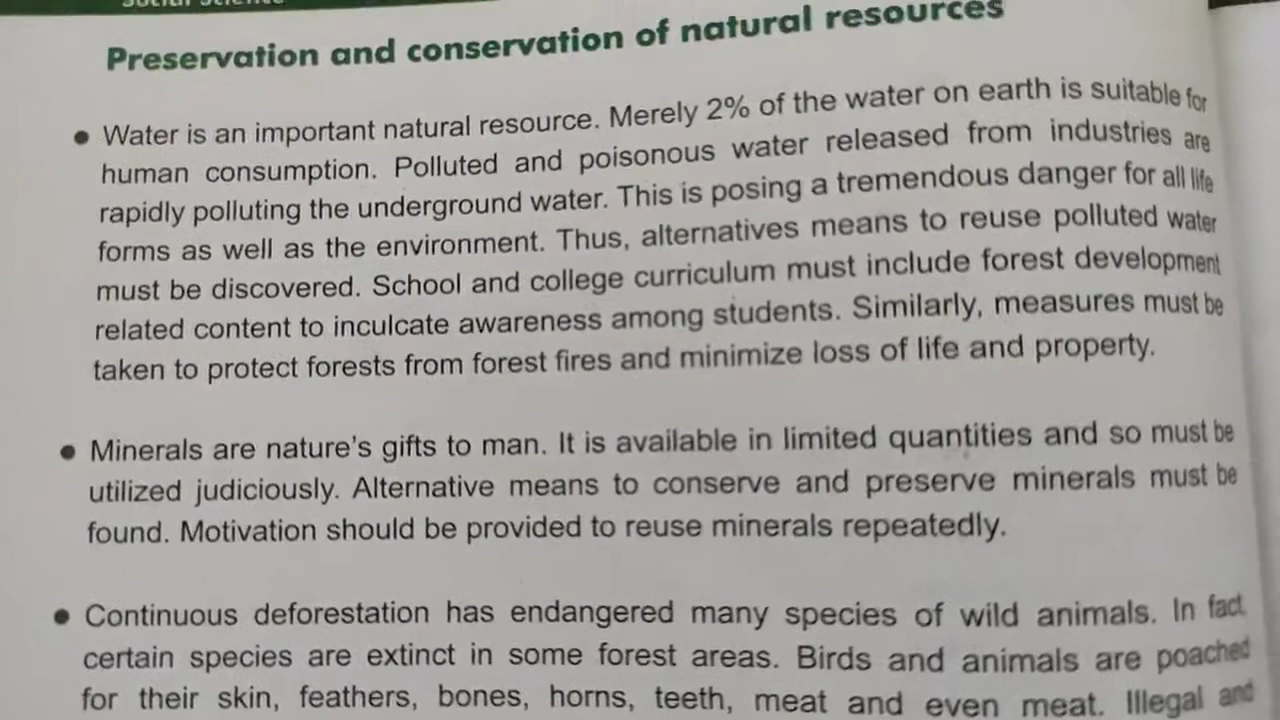 Social Science
Preservation and conservation of natural resources
● Water is an important natural resource. Merely 2% of the water on earth is suitable for
human consumption. Polluted and poisonous water released from industries are
rapidly polluting the underground water. This is posing a tremendous danger for all life
forms as well as the environment. Thus, alternatives means to reuse polluted water
must be discovered. School and college curriculum must include forest development
related content to inculcate awareness among students. Similarly, measures must be
taken to protect forests from forest fires and minimize loss of life and property.
● Minerals are nature's gifts to man. It is available in limited quantities and so must be
utilized judiciously. Alternative means to conserve and preserve minerals must be
found. Motivation should be provided to reuse minerals repeatedly.
● Continuous deforestation has endangered many species of wild animals. In fact
certain species are extinct in some forest areas. Birds and animals are poached
for their skin, feathers, bones, horns, teeth, meat and even meat. Illegal and